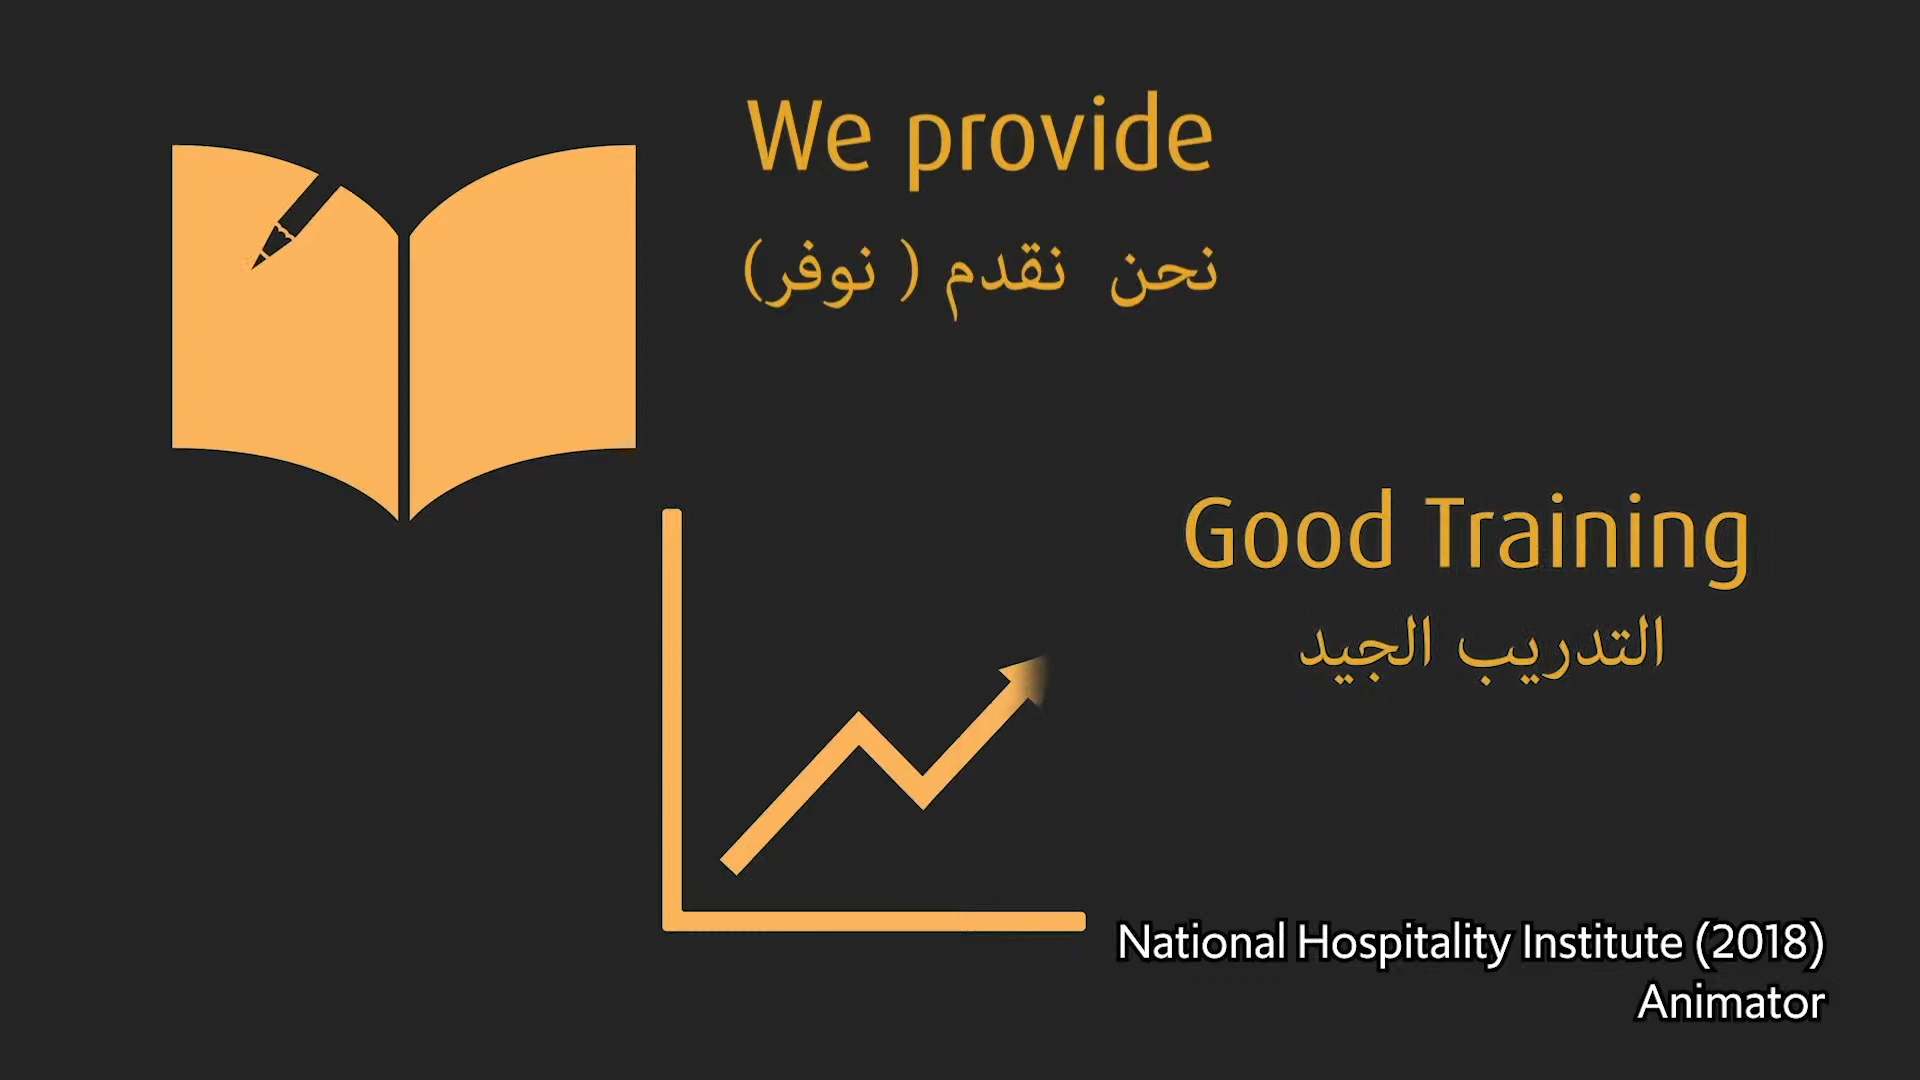 We provide
نحن نقدم ( نوفر)
Good Training
التدريب الجيد
National Hospitality Institute (2018)
Animator